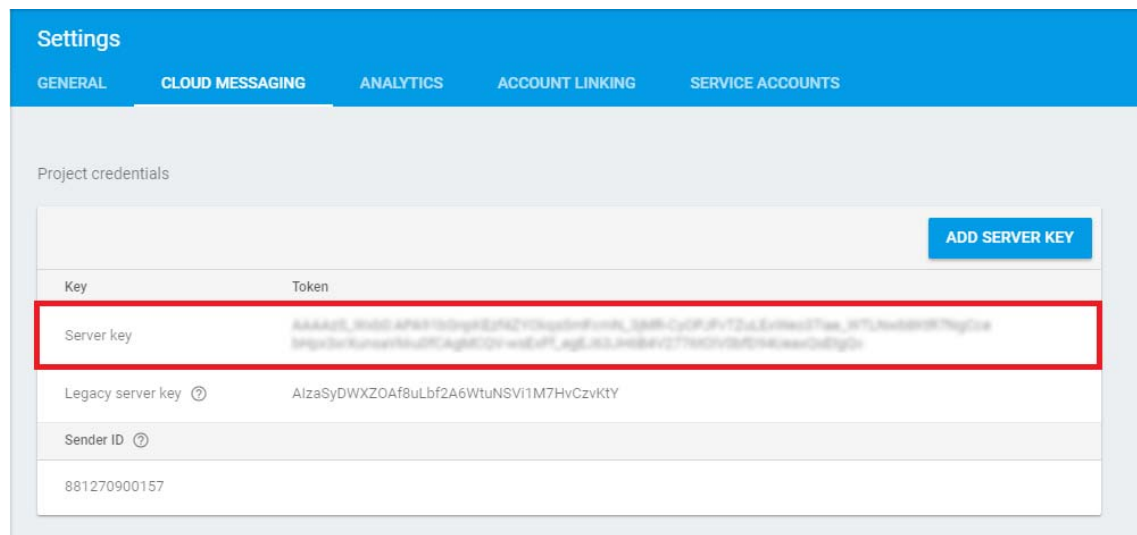 Settings
GENERAL CLOUD MESSAGING ANALYTICS ACCOUNT LINKING SERVICE ACCOUNTS
Project credentials
ADD SERVER KEY
Key Token
Server key
Legacy server key AIzaSyDWXZOAf8uLbf2A6WtuNSVi1M7HvCzvKtY
Sender ID
881270900157